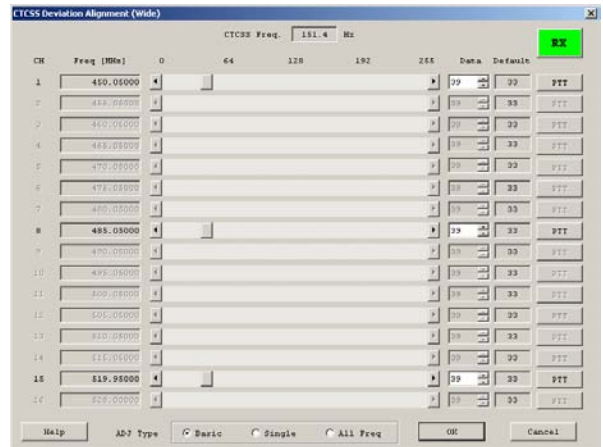 CTCSS Deviation Alignment (Wide)
CTCSS Freq. 151.4 Hz
RX
CH Freq [MHz] 0 64 128 192 255 Data Default
1 450.05000 39 33 PTT
2 455.05000 39 33 PTT
3 460.05000 39 33 PTT
4 465.05000 39 33 PTT
5 470.05000 39 33 PTT
6 475.05000 39 33 PTT
7 480.05000 39 33 PTT
8 485.05000 39 33 PTT
9 490.05000 39 33 PTT
10 495.05000 39 33 PTT
11 500.05000 39 33 PTT
12 505.05000 39 33 PTT
13 510.05000 39 33 PTT
14 515.05000 39 33 PTT
15 519.95000 39 33 PTT
16 520.00000 39 33 PTT
Help ADJ Type Basic Single All Freq OK Cancel